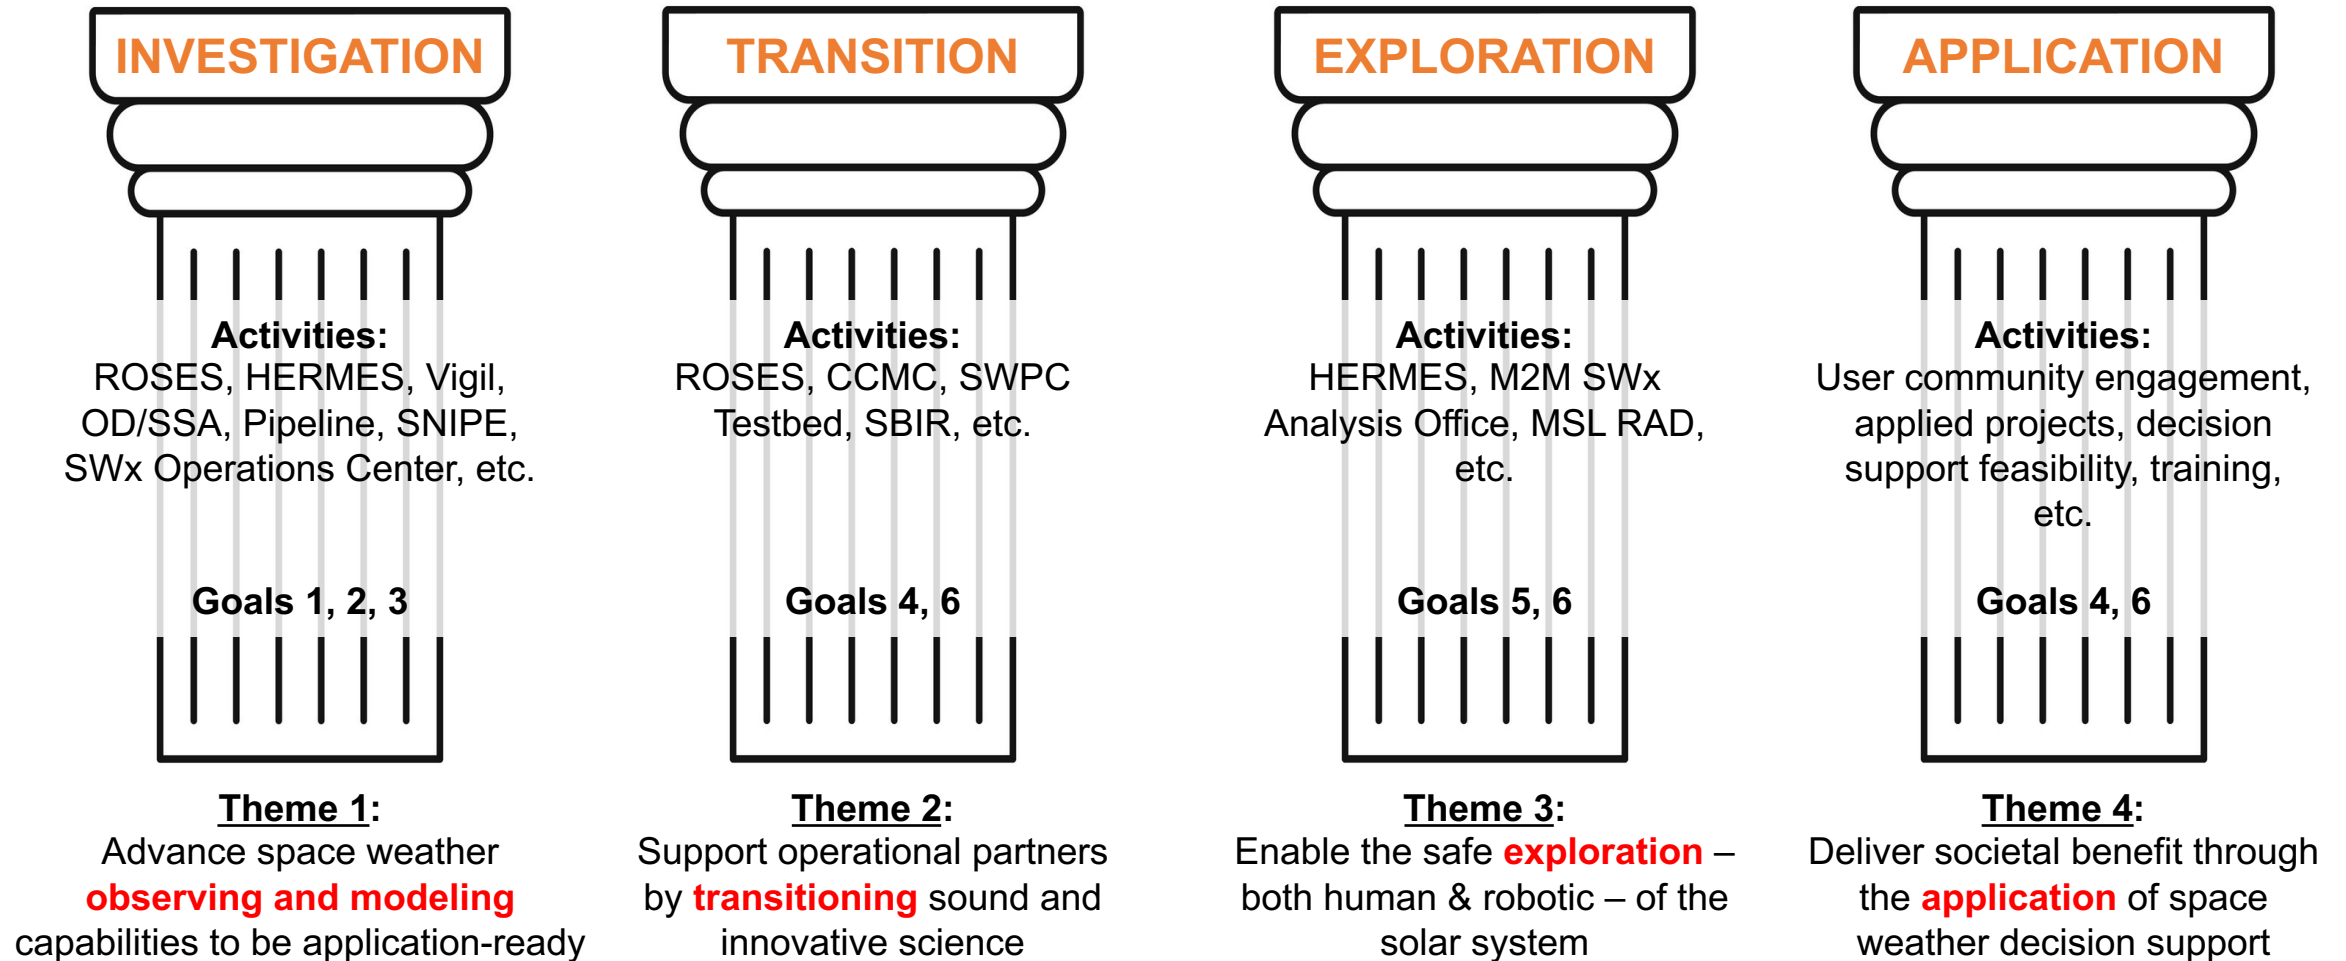 INVESTIGATION
Activities:
ROSES, HERMES, Vigil,
OD/SSA, Pipeline, SNIPE,
SWx Operations Center, etc.
Goals 1, 2, 3
Theme 1:
Advance space weather
observing and modeling
capabilities to be application-ready
TRANSITION
Activities:
ROSES, CCMC, SWPC
Testbed, SBIR, etc.
Goals 4, 6
Theme 2:
Support operational partners
by transitioning sound and
innovative science
EXPLORATION
Activities:
HERMES, M2M SWx
Analysis Office, MSL RAD,
etc.
Goals 5, 6
Theme 3:
Enable the safe exploration –
both human & robotic – of the
solar system
APPLICATION
Activities:
User community engagement,
applied projects, decision
support feasibility, training,
etc.
Goals 4, 6
Theme 4:
Deliver societal benefit through
the application of space
weather decision support